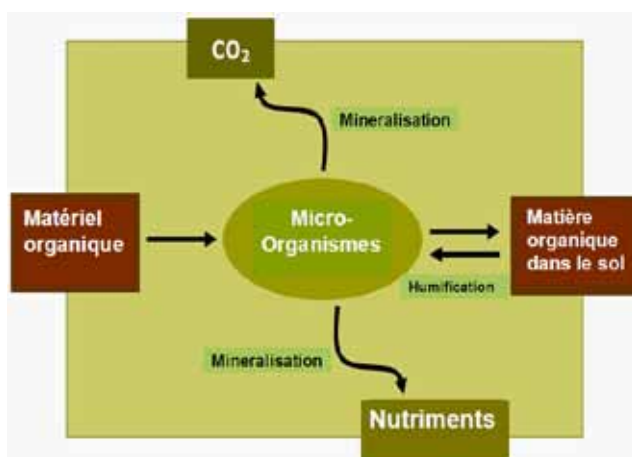 CO₂
Mineralisation
Matériel
organique
Micro-
Organismes
Matière
organique
dans le sol
Humification
Mineralisation
Nutriments